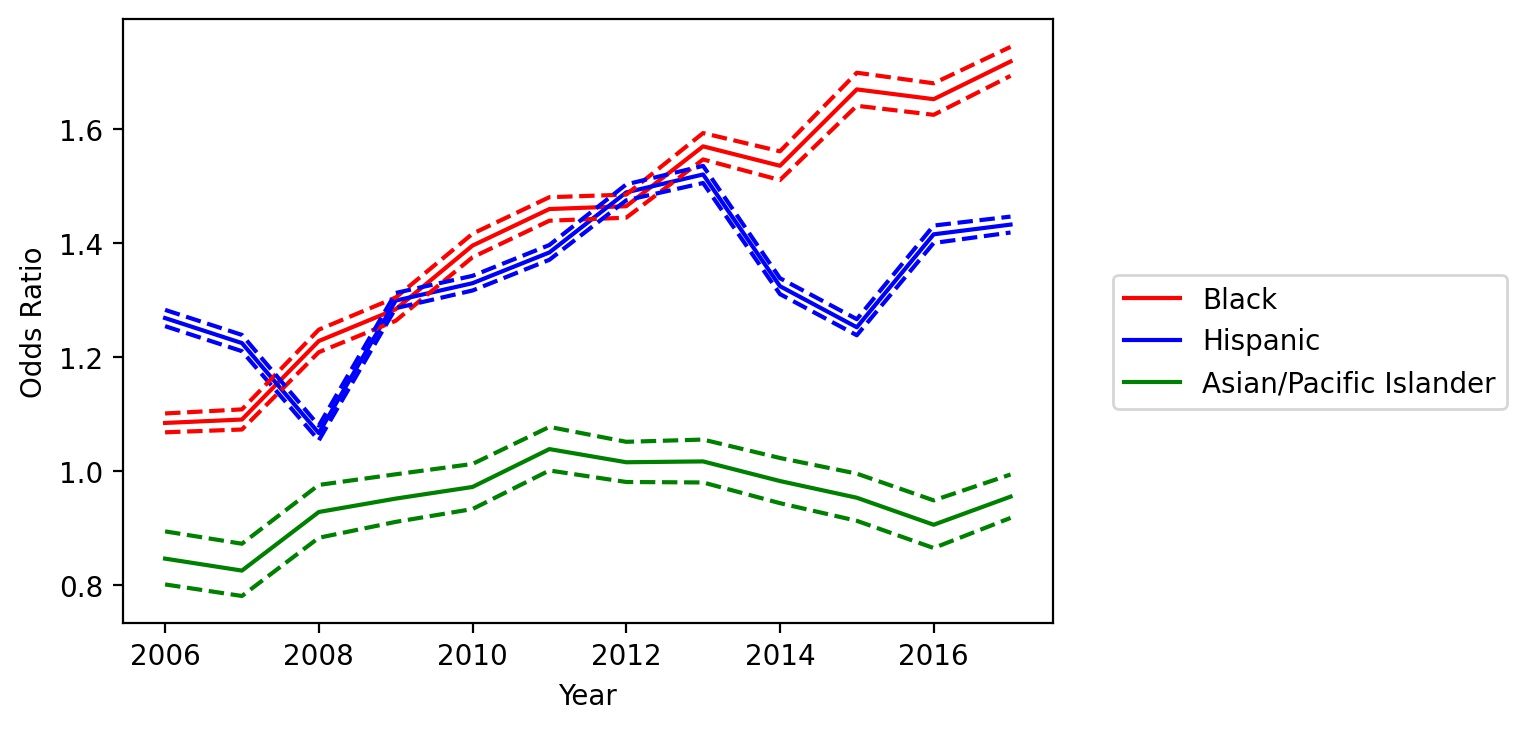 1.6
1.4
1.2
1.0
0.8
Odds Ratio
2006 2008 2010 2012 2014 2016
Year
Black
Hispanic
Asian/Pacific Islander